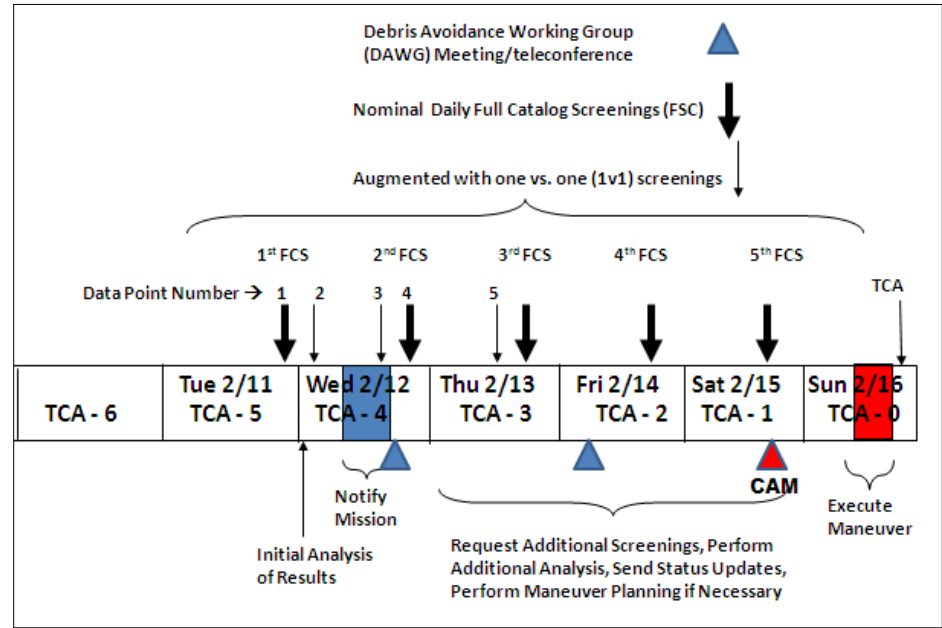 Debris Avoidance Working Group
(DAWG) Meeting/teleconference
Nominal Daily Full Catalog Screenings (FSC)
Augmented with one vs. one (1v1) screenings
1st FCS 2nd FCS 3rd FCS 4th FCS 5th FCS
Data Point Number → 1 2 3 4 5 TCA
Tue 2/11 Wed 2/12 Thu 2/13 Fri 2/14 Sat 2/15 Sun 2/16
TCA - 6 TCA - 5 TCA - 4 TCA - 3 TCA - 2 TCA - 1 TCA - 0
CAM
Notify
Mission
Execute
Maneuver
Initial Analysis
of Results
Request Additional Screenings, Perform
Additional Analysis, Send Status Updates,
Perform Maneuver Planning if Necessary